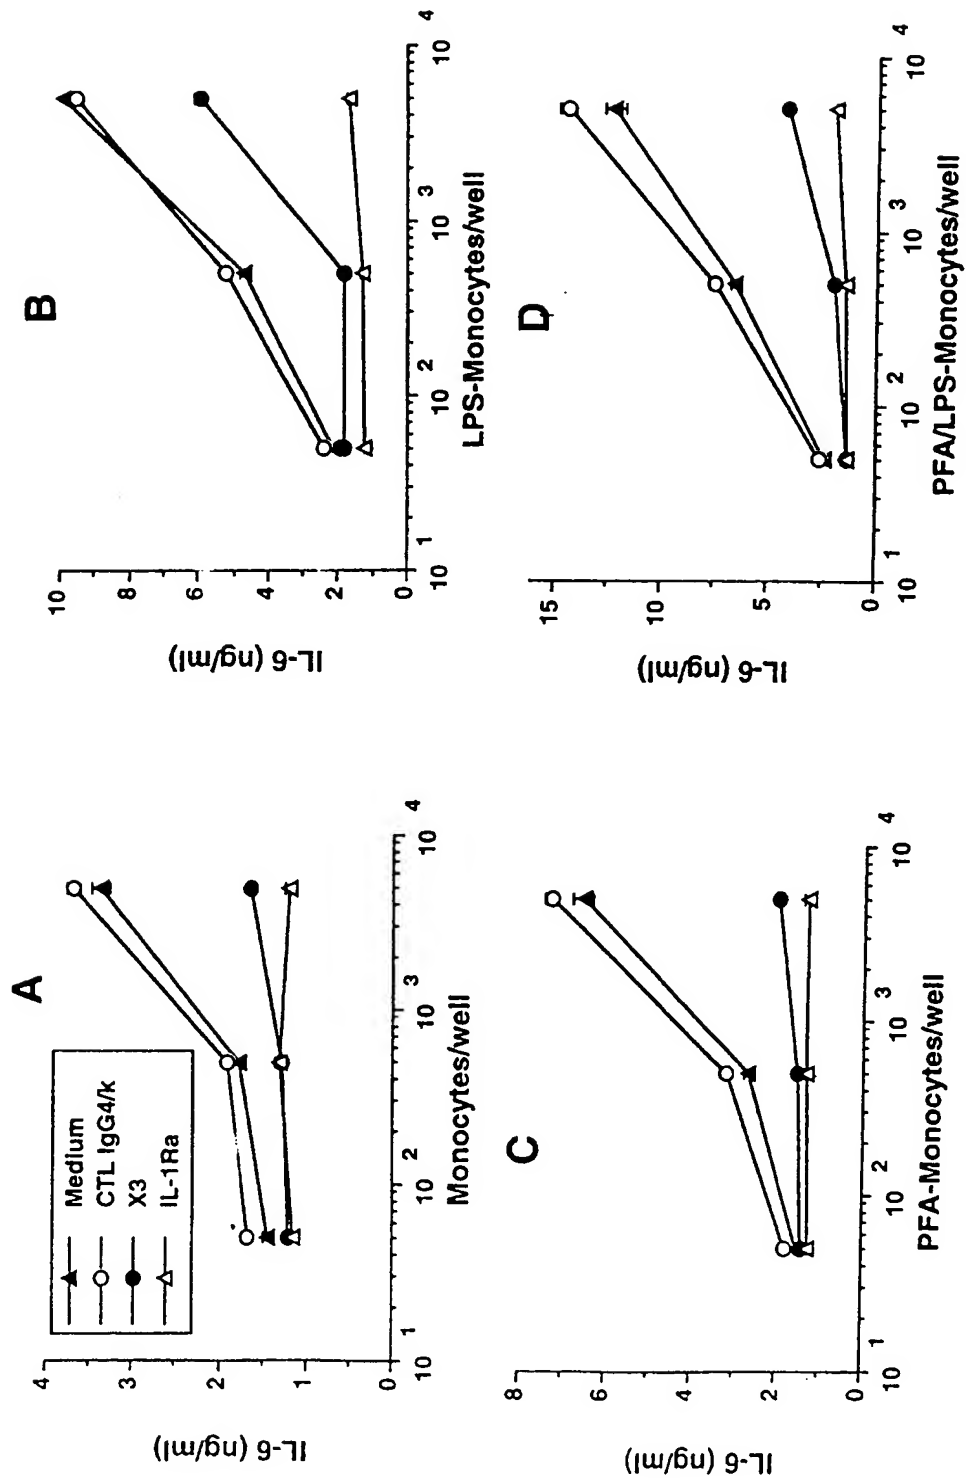 A
Medium
CTL IgG4/k
X3
IL-1Ra
IL-6 (ng/ml)
4
3
2
1
0
10 1
10 2
10 3
10 4
Monocytes/well
B
IL-6 (ng/ml)
10
8
6
4
2
0
10 1
10 2
10 3
10 4
LPS-Monocytes/well
C
IL-6 (ng/ml)
8
6
4
2
0
10 1
10 2
10 3
10 4
PFA-Monocytes/well
D
IL-6 (ng/ml)
15
10
5
0
10 1
10 2
10 3
10 4
PFA/LPS-Monocytes/well